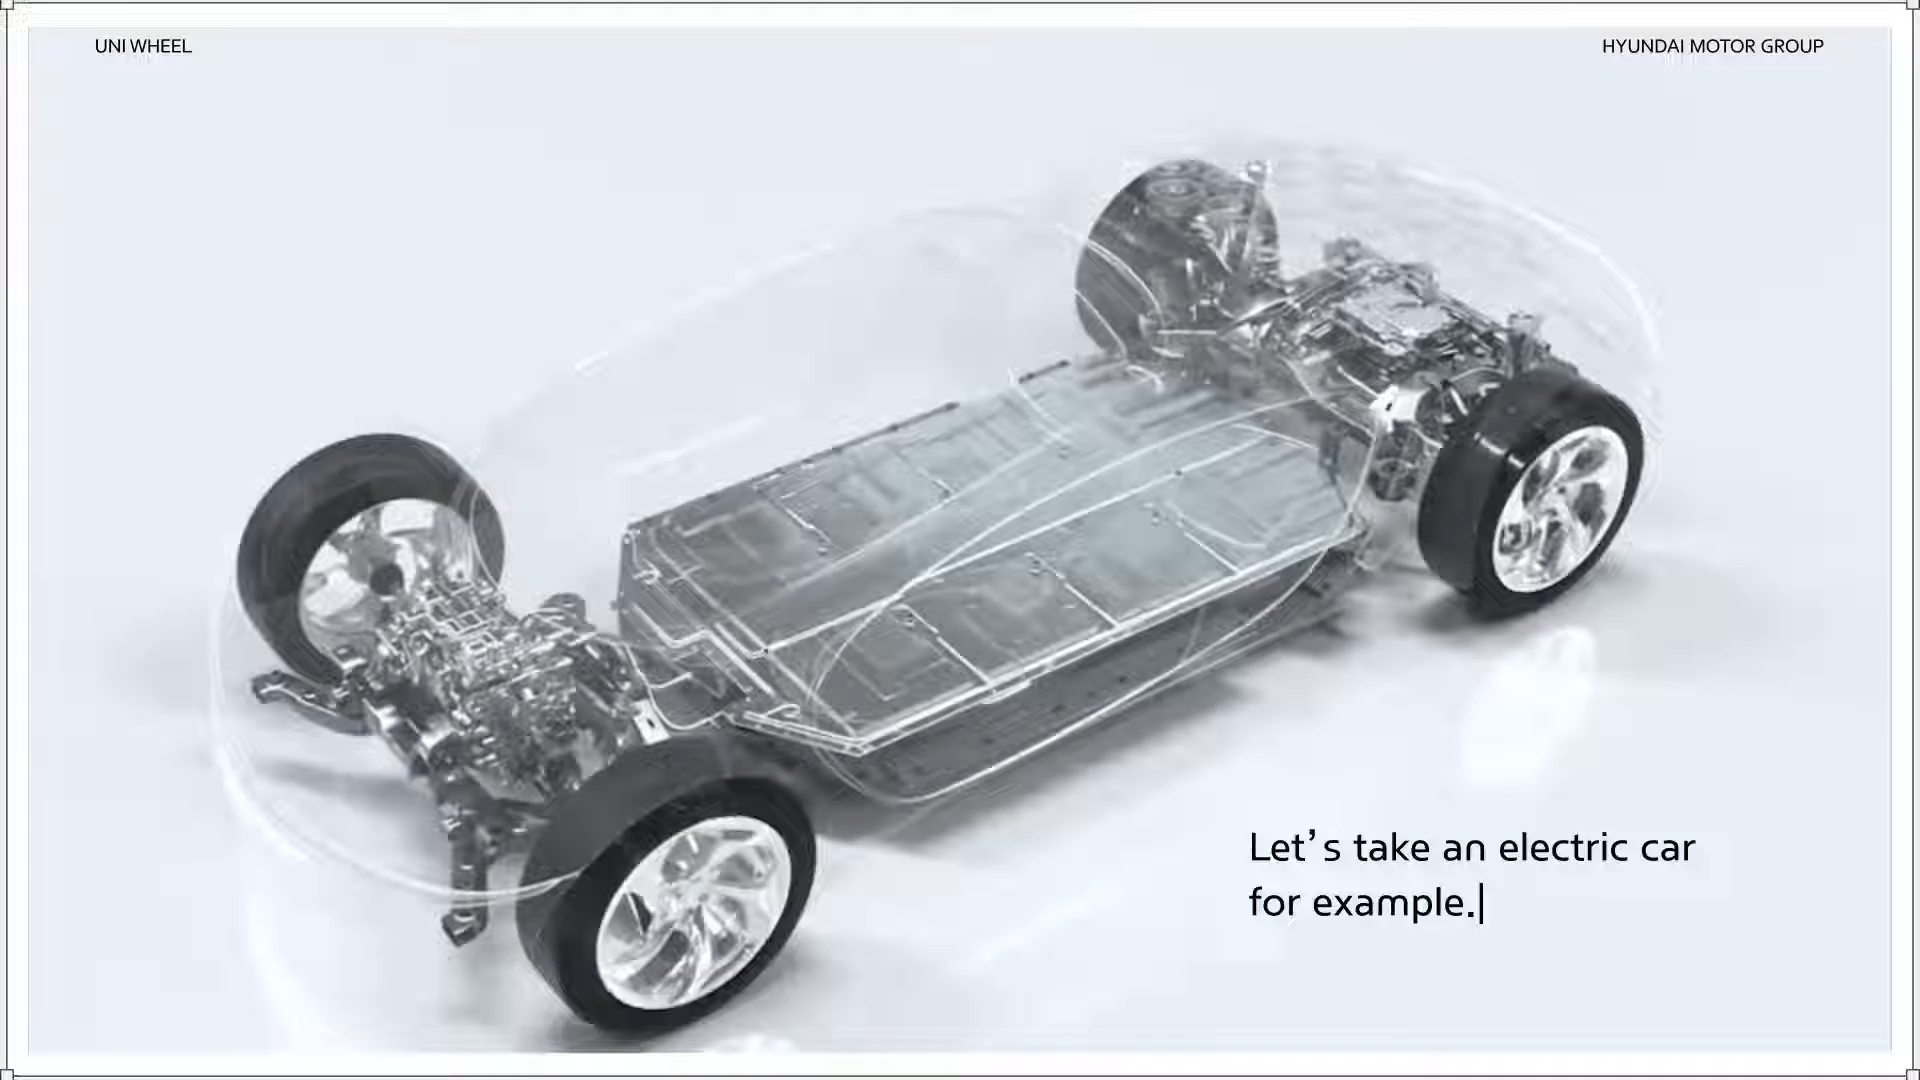 UNI WHEEL
HYUNDAI MOTOR GROUP
Let’s take an electric car
for example.